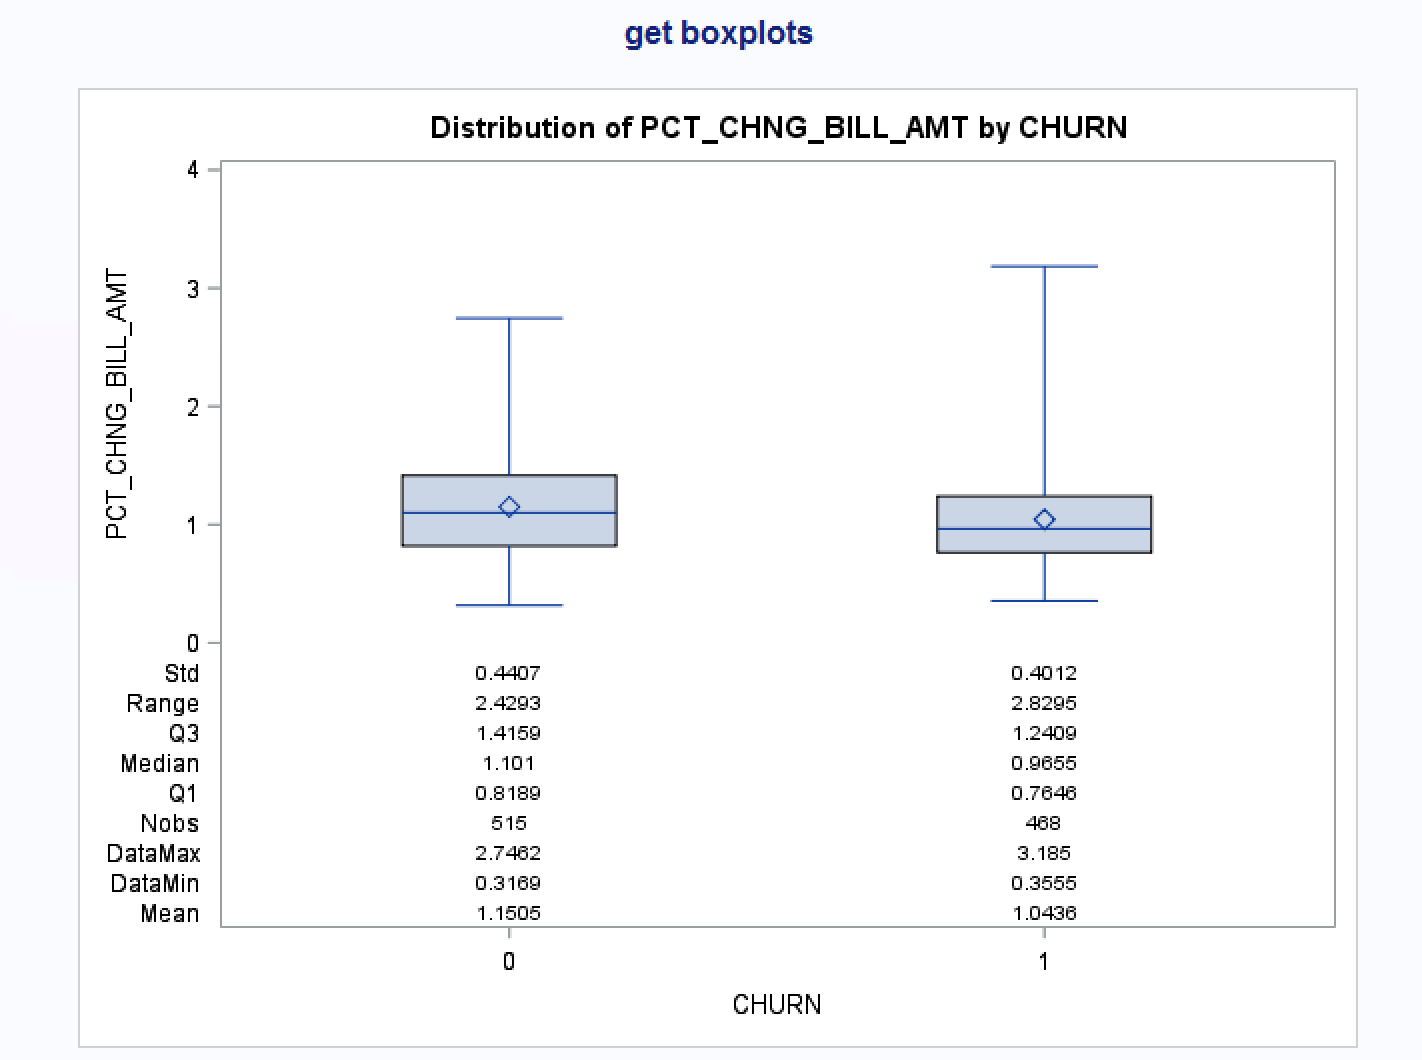 get boxplots
Distribution of PCT_CHNG_BILL_AMT by CHURN
PCT_CHNG_BILL_AMT
4
3
2
1
0
Std 0.4407 0.4012
Range 2.4293 2.8295
Q3 1.4159 1.2409
Median 1.101 0.9655
Q1 0.8189 0.7646
Nobs 515 468
DataMax 2.7462 3.185
DataMin 0.3169 0.3555
Mean 1.1505 1.0436
0 1
CHURN